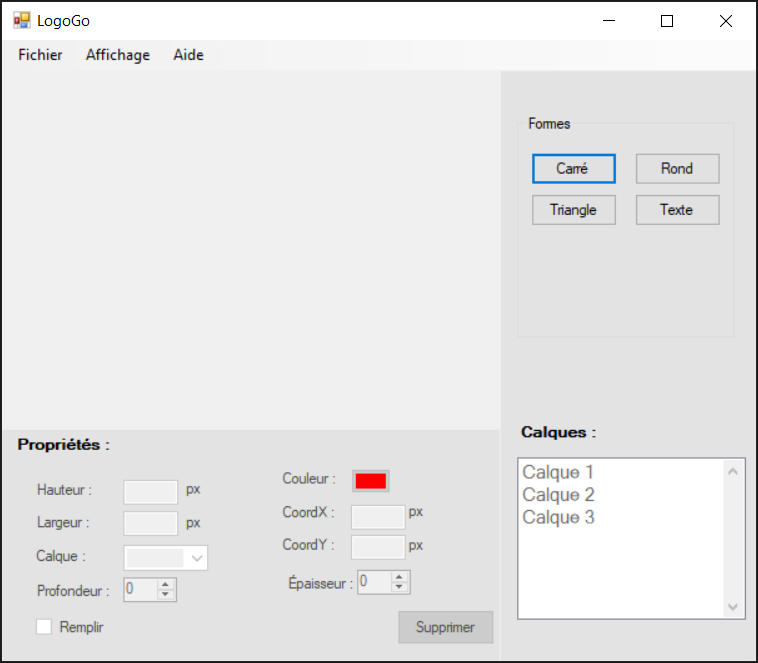 LogoGo
Fichier Affichage Aide
Formes
Carré Rond
Triangle Texte
Propriétés :
Hauteur : px
Largeur : px
Calque :
Profondeur : 0
Remplir
Couleur :
CoordX : px
CoordY : px
Épaisseur : 0
Supprimer
Calques :
Calque 1
Calque 2
Calque 3